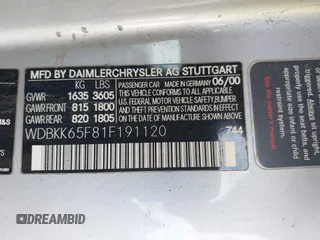 MFD BY DAIMLERCHRYSLER AG STUTTGART
KG LBS PASSENGER CAR MADE IN GERMANY 06/00
GVWR 1635 3605 THIS VEHICLE CONFORMS TO ALL APPLICABLE
GAWR FRONT 815 1800 U.S. FEDERAL MOTOR VEHICLE SAFETY, BUMPER
GAWR REAR 820 1805 AND THEFT PREVENTION STANDARDS IN EFFECT ON THE DATE OF MANUFACTURE SHOWN ABOVE
WDBKK65F81F191120 744
DREAMBID